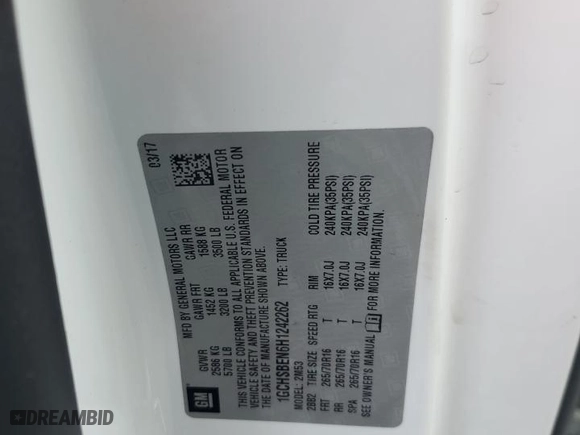 GM
MFD BY GENERAL MOTORS LLC
03/17
GVWR GAWR FRT GAWR RR
2586 KG 1452 KG 1588 KG
5700 LB 3200 LB 3500 LB
THIS VEHICLE CONFORMS TO ALL APPLICABLE U.S. FEDERAL MOTOR
VEHICLE SAFETY AND THEFT PREVENTION STANDARDS IN EFFECT ON
THE DATE OF MANUFACTURE SHOWN ABOVE.
1GCHSBEN6H1242262 TYPE: TRUCK
MODEL: 2M53
2882 TIRE SIZE SPEED RTG RIM COLD TIRE PRESSURE
FRT 265/70R16 T 16X7.0J 240KPA(35PSI)
RR 265/70R16 T 16X7.0J 240KPA(35PSI)
SPA 265/70R16 T 16X7.0J 240KPA(35PSI)
SEE OWNER'S MANUAL FOR MORE INFORMATION.
DREAMBID